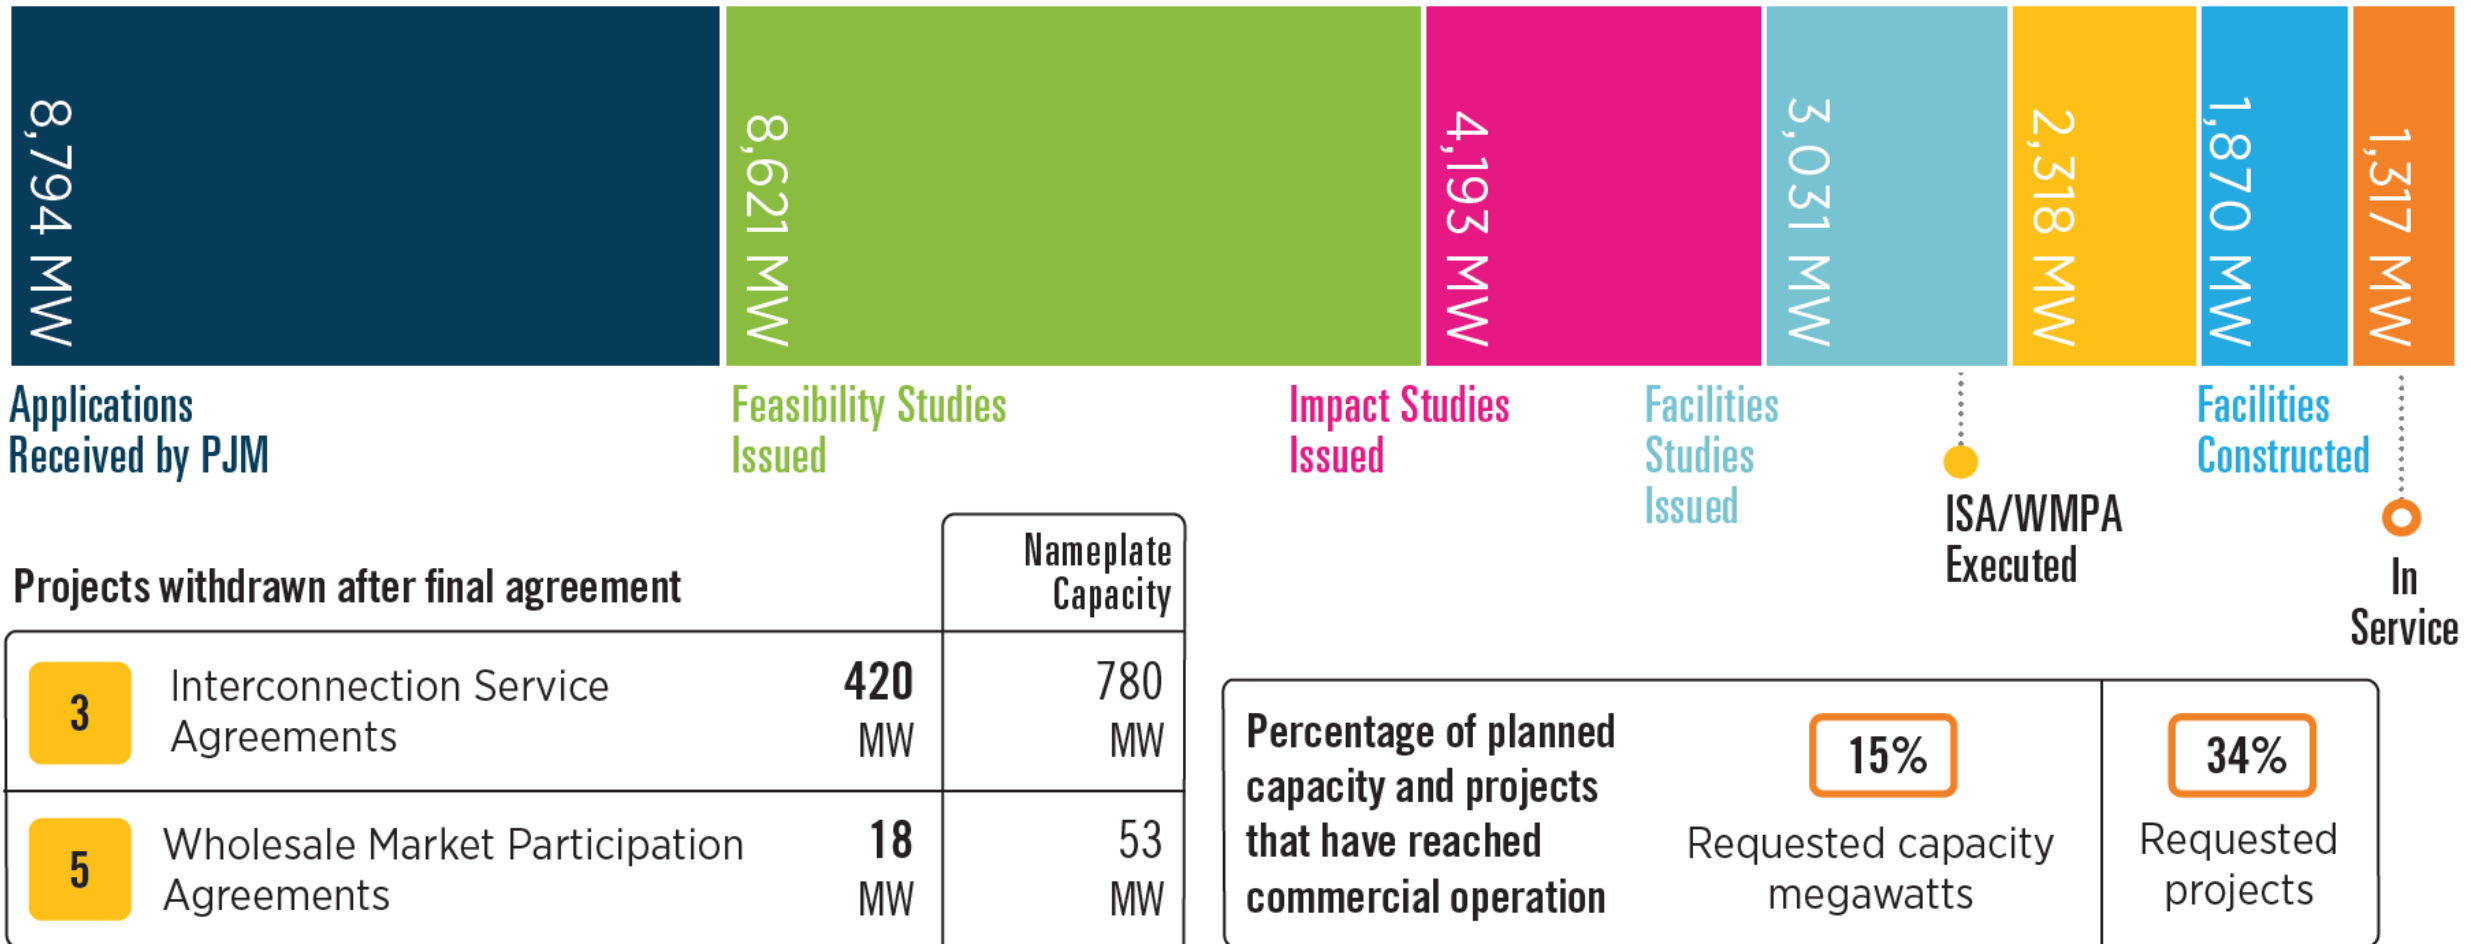 8,794 MW
8,621 MW
4,193 MW
3,031 MW
2,318 MW
1,870 MW
1,317 MW
Applications
Received by PJM
Feasibility Studies
Issued
Impact Studies
Issued
Facilities
Studies
Issued
ISA/WMPA
Executed
Facilities
Constructed
In
Service
Projects withdrawn after final agreement
Nameplate
Capacity
3
Interconnection Service
Agreements
420
MW
780
MW
5
Wholesale Market Participation
Agreements
18
MW
53
MW
Percentage of planned
capacity and projects
that have reached
commercial operation
15%
Requested capacity
megawatts
34%
Requested
projects